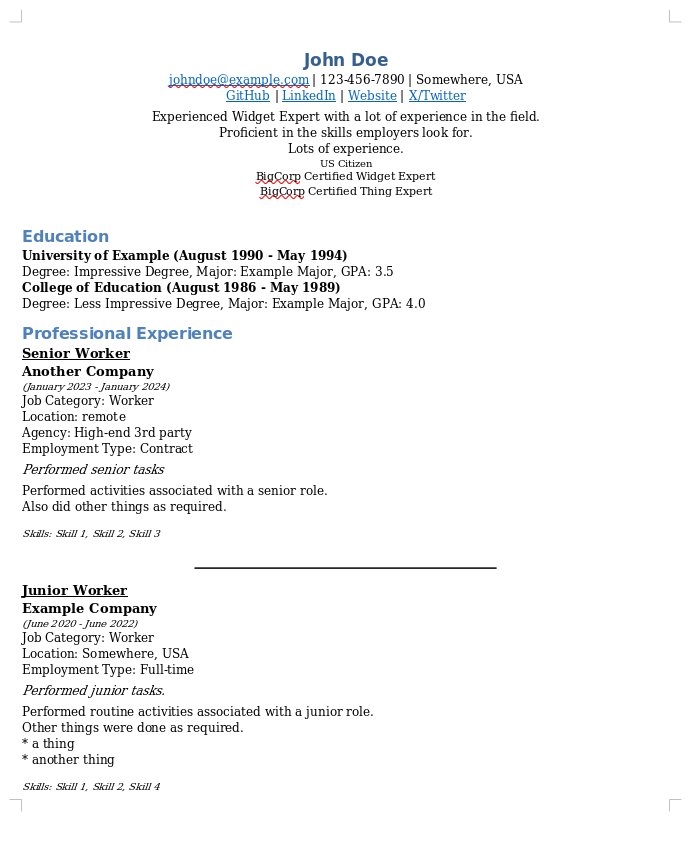 John Doe
johndoe@example.com | 123-456-7890 | Somewhere, USA
GitHub | LinkedIn | Website | X/Twitter
Experienced Widget Expert with a lot of experience in the field.
Proficient in the skills employers look for.
Lots of experience.
US Citizen
BigCorp Certified Widget Expert
BigCorp Certified Thing Expert
Education
University of Example (August 1990 - May 1994)
Degree: Impressive Degree, Major: Example Major, GPA: 3.5
College of Education (August 1986 - May 1989)
Degree: Less Impressive Degree, Major: Example Major, GPA: 4.0
Professional Experience
Senior Worker
Another Company
(January 2023 - January 2024)
Job Category: Worker
Location: remote
Agency: High-end 3rd party
Employment Type: Contract
Performed senior tasks
Performed activities associated with a senior role.
Also did other things as required.
Skills: Skill 1, Skill 2, Skill 3
Junior Worker
Example Company
(June 2020 - June 2022)
Job Category: Worker
Location: Somewhere, USA
Employment Type: Full-time
Performed junior tasks.
Performed routine activities associated with a junior role.
Other things were done as required.
* a thing
* another thing
Skills: Skill 1, Skill 2, Skill 4